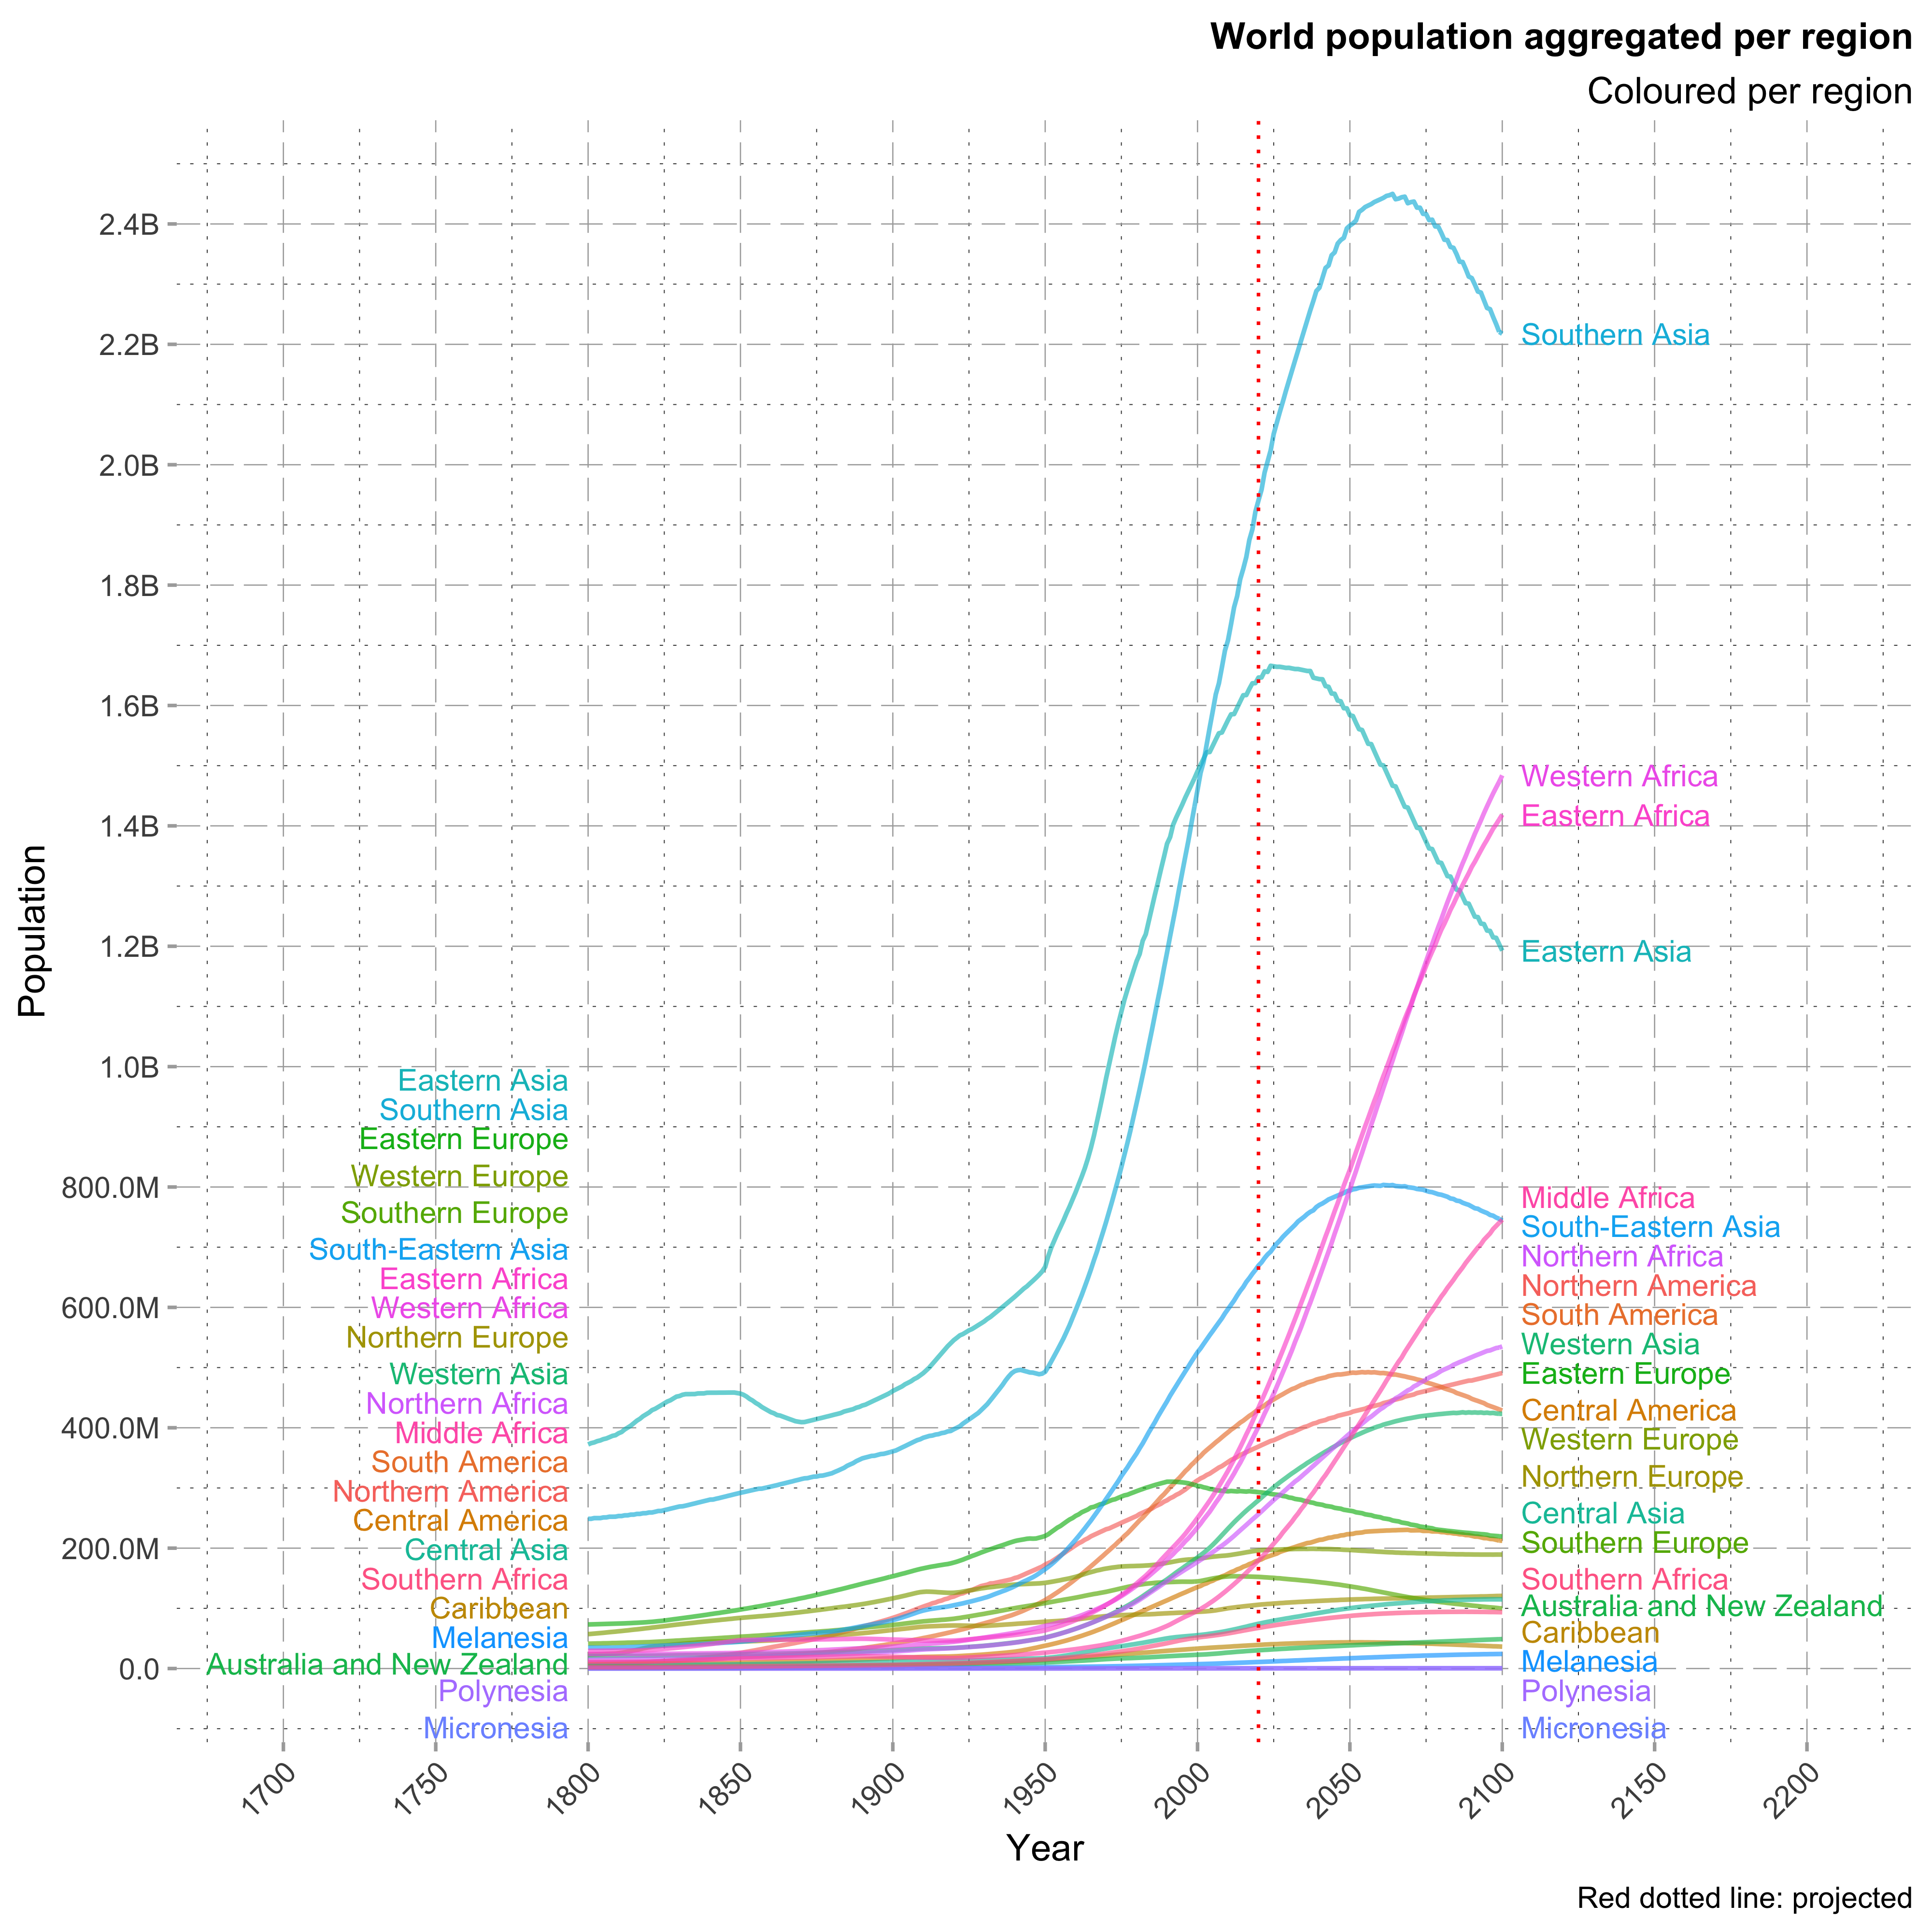 World population aggregated per region
Coloured per region
Population
2.4B
2.2B
2.0B
1.8B
1.6B
1.4B
1.2B
1.0B
800.0M
600.0M
400.0M
200.0M
0.0
Eastern Asia
Southern Asia
Eastern Europe
Western Europe
Southern Europe
South-Eastern Asia
Eastern Africa
Western Africa
Northern Europe
Western Asia
Northern Africa
Middle Africa
South America
Northern America
Central America
Central Asia
Southern Africa
Caribbean
Melanesia
Australia and New Zealand
Polynesia
Micronesia
Southern Asia
Western Africa
Eastern Africa
Eastern Asia
Middle Africa
South-Eastern Asia
Northern Africa
Northern America
South America
Western Asia
Eastern Europe
Central America
Western Europe
Northern Europe
Central Asia
Southern Europe
Southern Africa
Australia and New Zealand
Caribbean
Melanesia
Polynesia
Micronesia
1700 1750 1800 1850 1900 1950 2000 2050 2100 2150 2200
Year
Red dotted line: projected